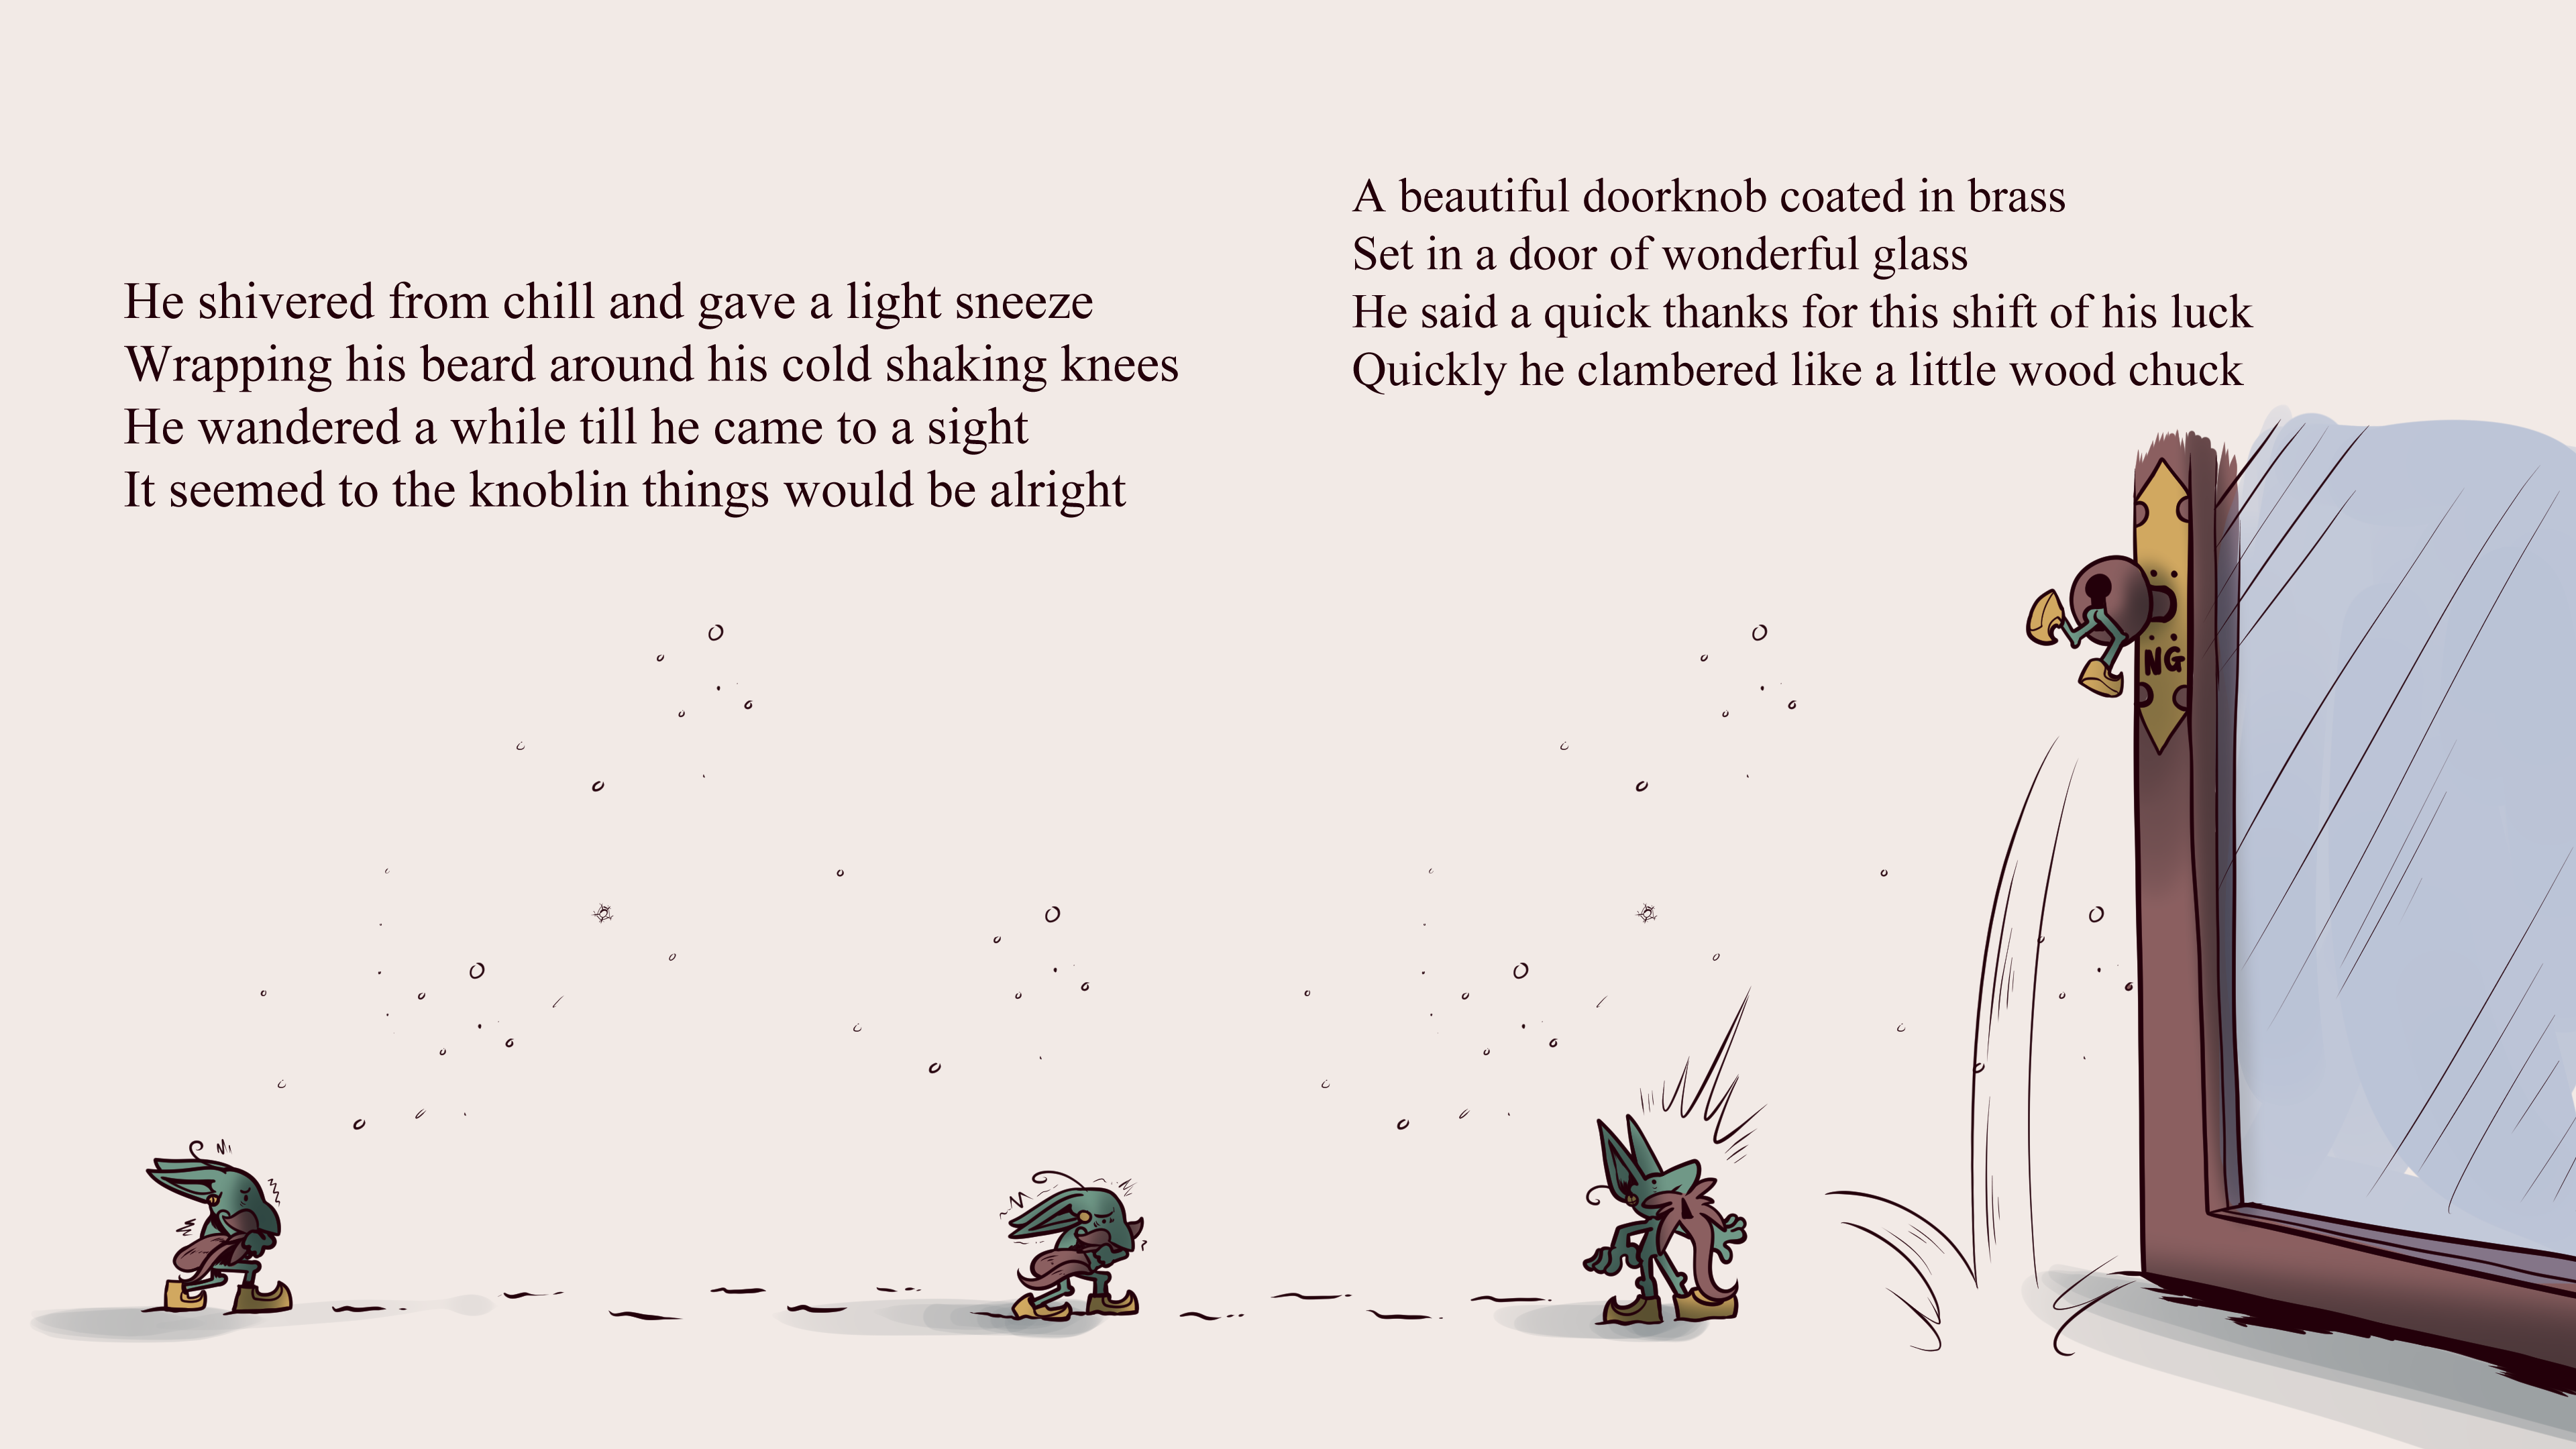 He shivered from chill and gave a light sneeze
Wrapping his beard around his cold shaking knees
He wandered a while till he came to a sight
It seemed to the knoblin things would be alright
A beautiful doorknob coated in brass
Set in a door of wonderful glass
He said a quick thanks for this shift of his luck
Quickly he clambered like a little wood chuck
NG